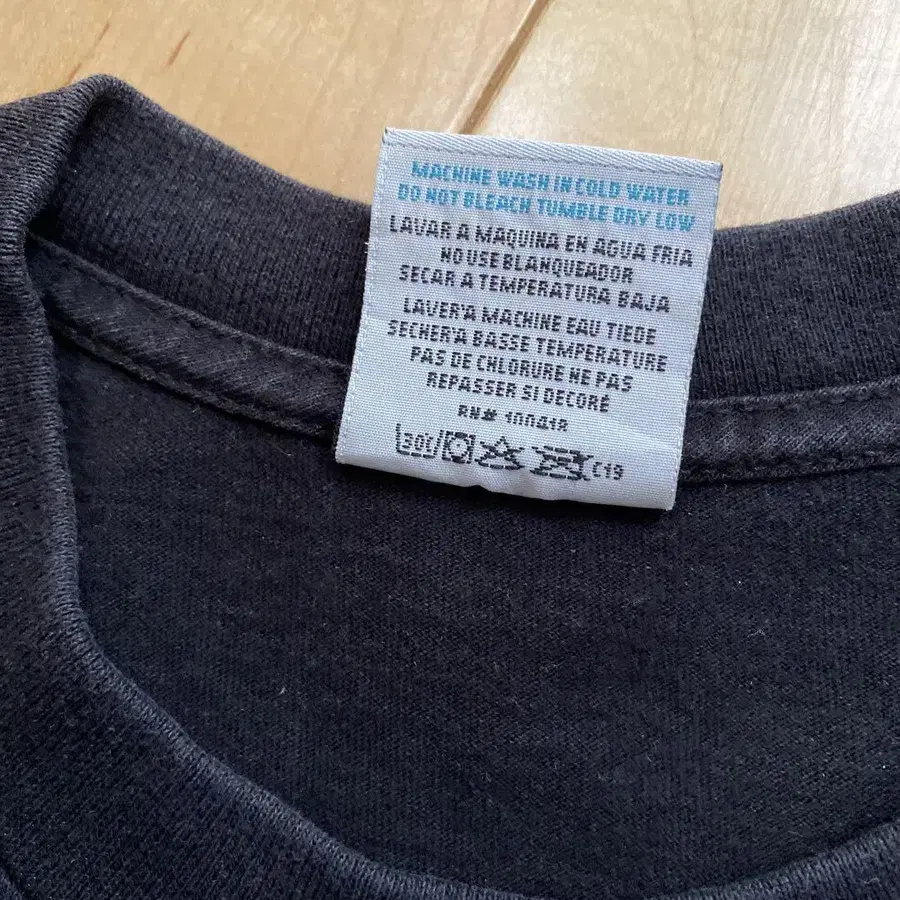 MACHINE WASH IN COLD WATER
DO NOT BLEACH TUMBLE DRY LOW
LAVAR A MAQUINA EN AGUA FRIA
NO USE BLANQUEADOR
SECAR A TEMPERATURA BAJA
LAVER'A MACHINE EAU TIEDE
SECHER'A BASSE TEMPERATURE
PAS DE CHLORURE NE PAS
REPASSER SI DECORÉ
RN# 100418
C19